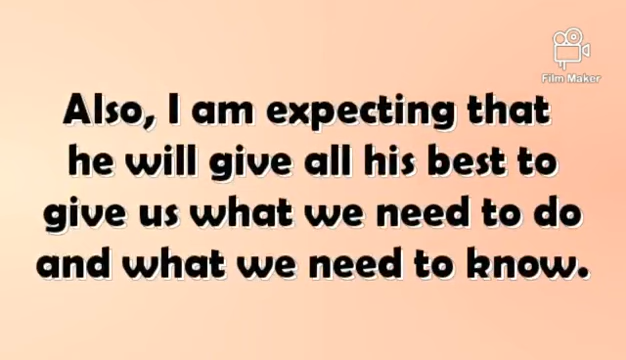 Film Maker
Also, I am expecting that
he will give all his best to
give us what we need to do
and what we need to know.